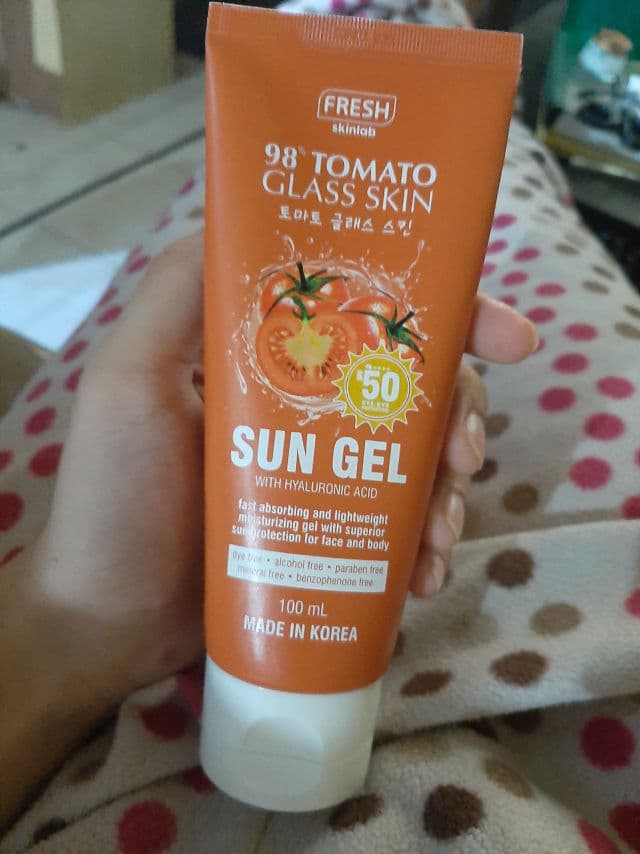 FRESH
skinlab
98% TOMATO
GLASS SKIN
토마토 글래스 스킨
50
SUN GEL
WITH HYALURONIC ACID
fast absorbing and lightweight
moisturizing gel with superior
sun protection for face and body
dye free • alcohol free • paraben free
mineral free • benzophenone free
100 mL
MADE IN KOREA